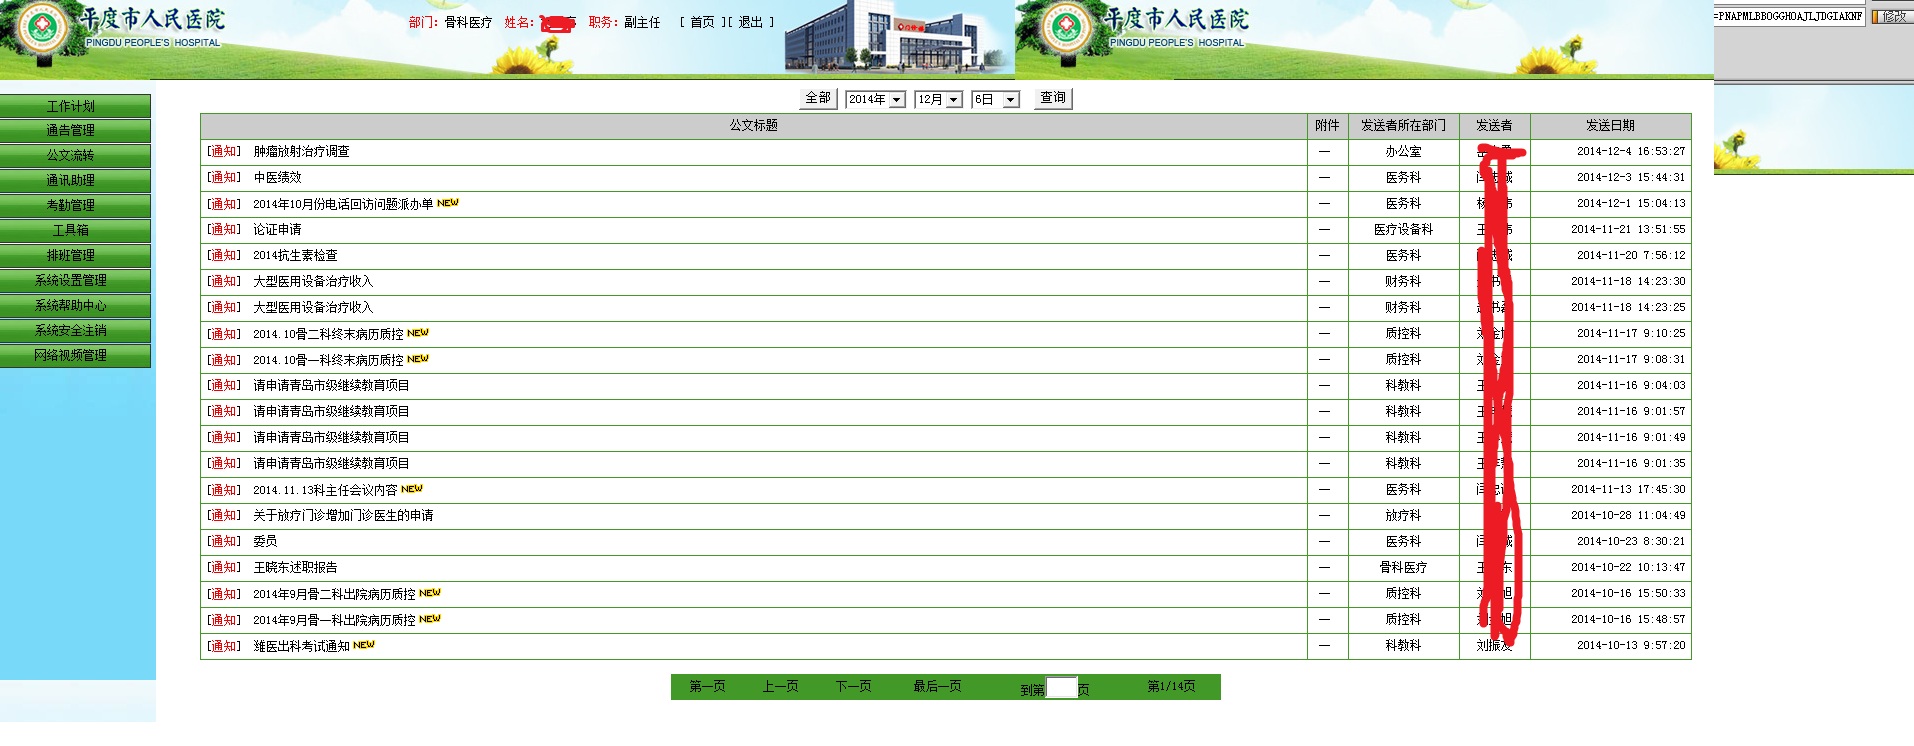 平度市人民医院
PINGDU PEOPLE'S HOSPITAL
部门: 骨科医疗 姓名: 职务: 副主任 [ 首页 ][ 退出 ]
平度市人民医院
PINGDU PEOPLE'S HOSPITAL
=PNAPMLBBOGGHOAJLJDGIAKNF 修改
全部 2014年 12月 6日 查询
工作计划
通告管理
公文流转
通讯助理
考勤管理
工具箱
排班管理
系统设置管理
系统帮助中心
系统安全注销
网络视频管理
公文标题 附件 发送者所在部门 发送者 发送日期
[通知] 肿瘤放射治疗调查 — 办公室 2014-12-4 16:53:27
[通知] 中医绩效 — 医务科 2014-12-3 15:44:31
[通知] 2014年10月份电话回访问题派办单 NEW — 医务科 2014-12-1 15:04:13
[通知] 论证申请 — 医疗设备科 王 2014-11-21 13:51:55
[通知] 2014抗生素检查 — 医务科 2014-11-20 7:56:12
[通知] 大型医用设备治疗收入 — 财务科 2014-11-18 14:23:30
[通知] 大型医用设备治疗收入 — 财务科 2014-11-18 14:23:25
[通知] 2014.10骨二科终末病历质控 NEW — 质控科 2014-11-17 9:10:25
[通知] 2014.10骨一科终末病历质控 NEW — 质控科 2014-11-17 9:08:31
[通知] 请申请青岛市级继续教育项目 — 科教科 2014-11-16 9:04:03
[通知] 请申请青岛市级继续教育项目 — 科教科 2014-11-16 9:01:57
[通知] 请申请青岛市级继续教育项目 — 科教科 2014-11-16 9:01:49
[通知] 请申请青岛市级继续教育项目 — 科教科 2014-11-16 9:01:35
[通知] 2014.11.13科主任会议内容 NEW — 医务科 2014-11-13 17:45:30
[通知] 关于放疗门诊增加门诊医生的申请 — 放疗科 2014-10-28 11:04:49
[通知] 委员 — 医务科 2014-10-23 8:30:21
[通知] 王晓东述职报告 — 骨科医疗 王 东 2014-10-22 10:13:47
[通知] 2014年9月骨二科出院病历质控 NEW — 质控科 刘 旭 2014-10-16 15:50:33
[通知] 2014年9月骨一科出院病历质控 NEW — 质控科 旭 2014-10-16 15:48:57
[通知] 潍医出科考试通知 NEW — 科教科 刘振 2014-10-13 9:57:20
第一页 上一页 下一页 最后一页 到第 页 第1/14页